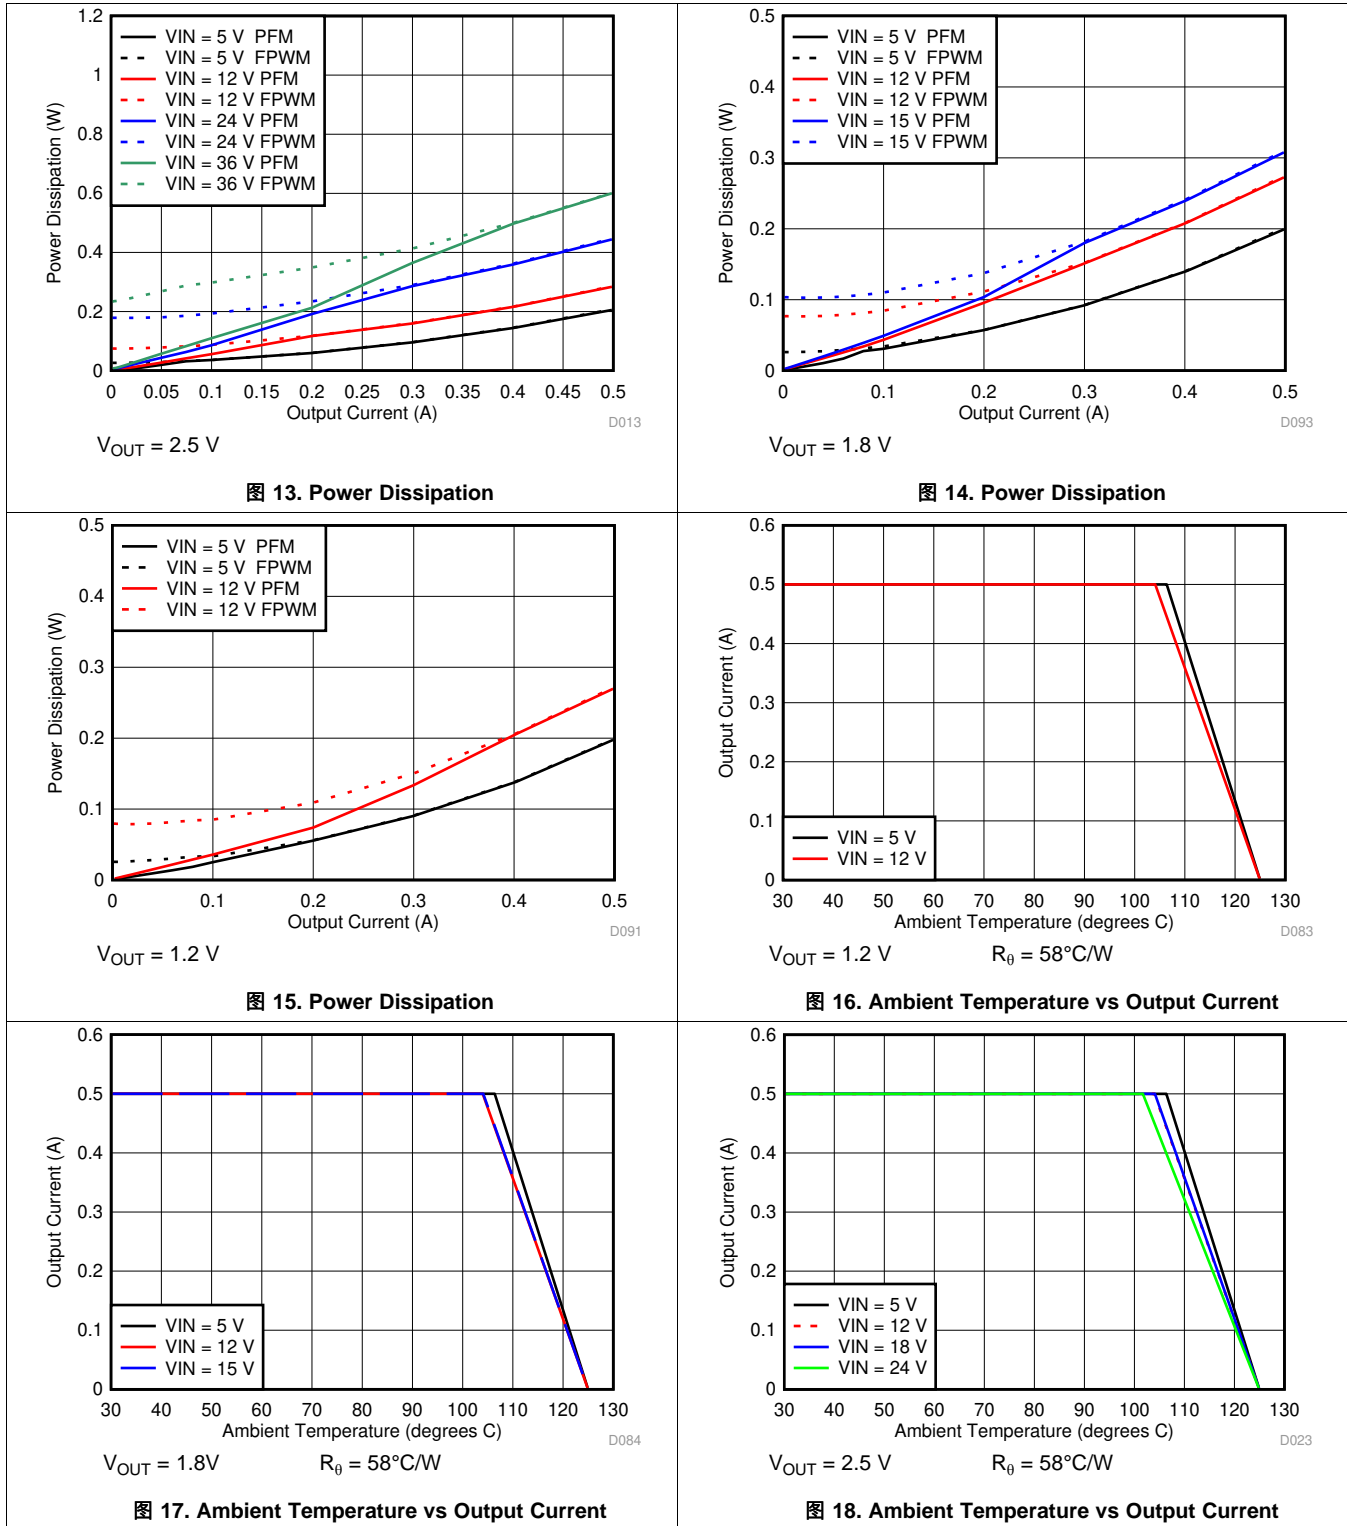 1.2
1
0.8
0.6
0.4
0.2
0
Power Dissipation (W)
VIN = 5 V PFM
VIN = 5 V FPWM
VIN = 12 V PFM
VIN = 12 V FPWM
VIN = 24 V PFM
VIN = 24 V FPWM
VIN = 36 V PFM
VIN = 36 V FPWM
0 0.05 0.1 0.15 0.2 0.25 0.3 0.35 0.4 0.45 0.5
Output Current (A)
D013
VOUT = 2.5 V
图 13. Power Dissipation
0.5
0.4
0.3
0.2
0.1
0
Power Dissipation (W)
VIN = 5 V PFM
VIN = 5 V FPWM
VIN = 12 V PFM
VIN = 12 V FPWM
VIN = 15 V PFM
VIN = 15 V FPWM
0 0.1 0.2 0.3 0.4 0.5
Output Current (A)
D093
VOUT = 1.8 V
图 14. Power Dissipation
0.5
0.4
0.3
0.2
0.1
0
Power Dissipation (W)
VIN = 5 V PFM
VIN = 5 V FPWM
VIN = 12 V PFM
VIN = 12 V FPWM
0 0.1 0.2 0.3 0.4 0.5
Output Current (A)
D091
VOUT = 1.2 V
图 15. Power Dissipation
0.6
0.5
0.4
0.3
0.2
0.1
0
Output Current (A)
VIN = 5 V
VIN = 12 V
30 40 50 60 70 80 90 100 110 120 130
Ambient Temperature (degrees C)
D083
VOUT = 1.2 V Rθ = 58°C/W
图 16. Ambient Temperature vs Output Current
0.6
0.5
0.4
0.3
0.2
0.1
0
Output Current (A)
VIN = 5 V
VIN = 12 V
VIN = 15 V
30 40 50 60 70 80 90 100 110 120 130
Ambient Temperature (degrees C)
D084
VOUT = 1.8V Rθ = 58°C/W
图 17. Ambient Temperature vs Output Current
0.6
0.5
0.4
0.3
0.2
0.1
0
Output Current (A)
VIN = 5 V
VIN = 12 V
VIN = 18 V
VIN = 24 V
30 40 50 60 70 80 90 100 110 120 130
Ambient Temperature (degrees C)
D023
VOUT = 2.5 V Rθ = 58°C/W
图 18. Ambient Temperature vs Output Current